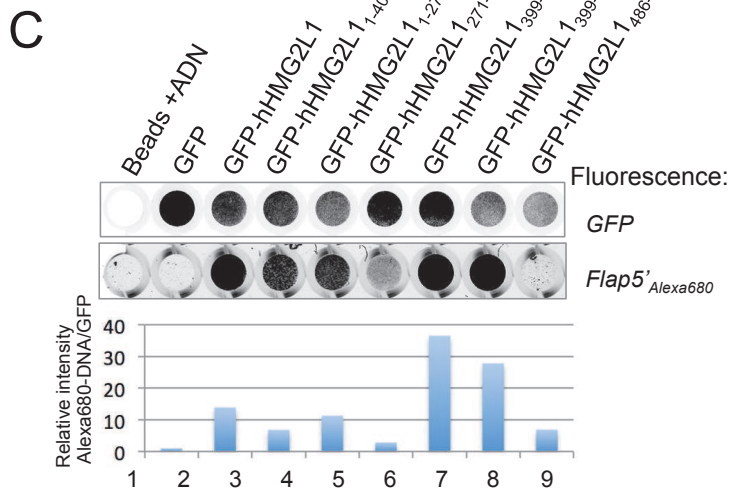 C
Beads +ADN
GFP
GFP-hHMG2L1
GFP-hHMG2L1
GFP-hHMG2L1
GFP-hHMG2L1
GFP-hHMG2L1
GFP-hHMG2L1
GFP-hHMG2L1
Fluorescence:
GFP
Flap5'Alexa680
Relative intensity
Alexa680-DNA/GFP
40
30
20
10
0
1 2 3 4 5 6 7 8 9